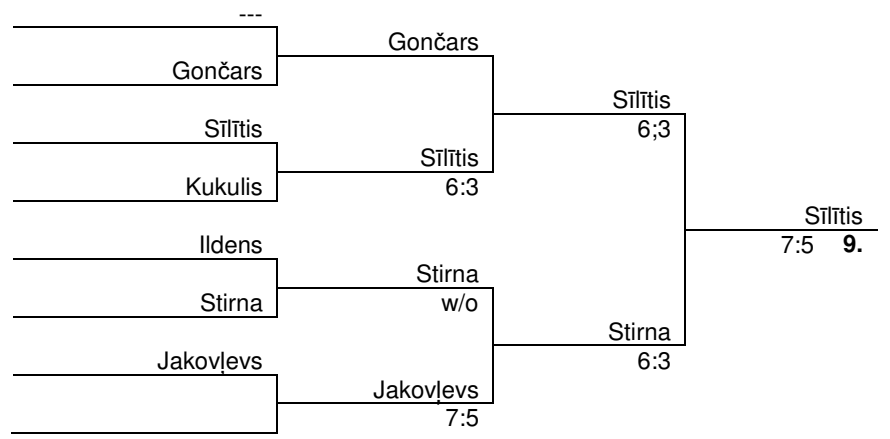 ---
Gončars
Gončars
Sīlītis
6;3
Sīlītis
Sīlītis
6:3
Kukulis
Sīlītis
7:5 9.
Ildens
Stirna
w/o
Stirna
Stirna
6:3
Jakovļevs
Jakovļevs
7:5